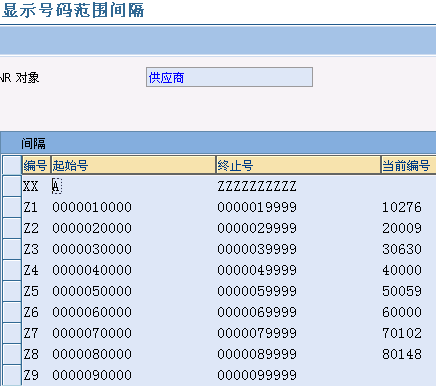 显示号码范围间隔
NR 对象 供应商
间隔
编号 起始号 终止号 当前编号
XX A ZZZZZZZZZZ
Z1 0000010000 0000019999 10276
Z2 0000020000 0000029999 20009
Z3 0000030000 0000039999 30630
Z4 0000040000 0000049999 40000
Z5 0000050000 0000059999 50059
Z6 0000060000 0000069999 60000
Z7 0000070000 0000079999 70102
Z8 0000080000 0000089999 80148
Z9 0000090000 0000099999